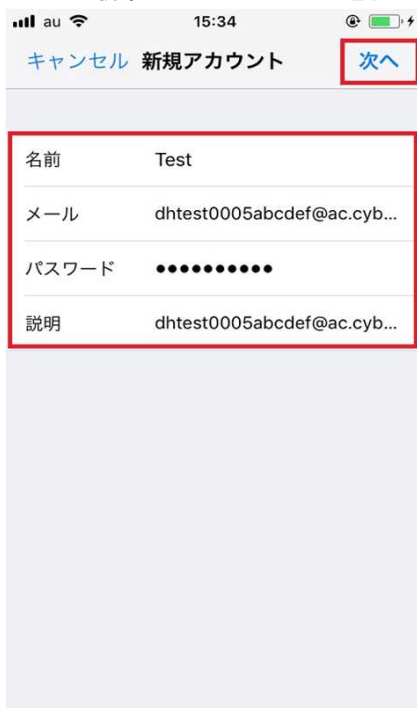 au 15:34
キャンセル 新規アカウント 次へ
名前 Test
メール dhtest0005abcdef@ac.cyb...
パスワード ●●●●●●●●●●
説明 dhtest0005abcdef@ac.cyb...